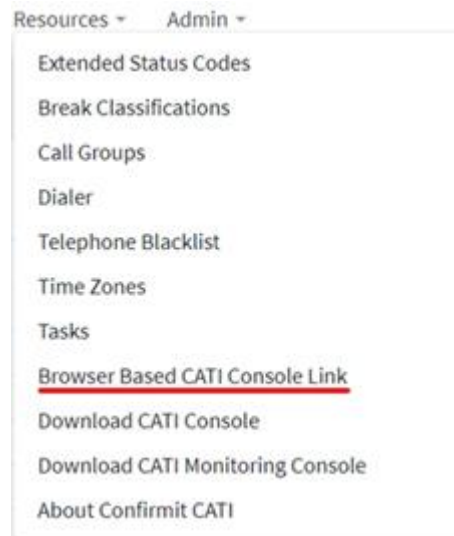 Resources Admin
Extended Status Codes
Break Classifications
Call Groups
Dialer
Telephone Blacklist
Time Zones
Tasks
Browser Based CATI Console Link
Download CATI Console
Download CATI Monitoring Console
About Confirmit CATI